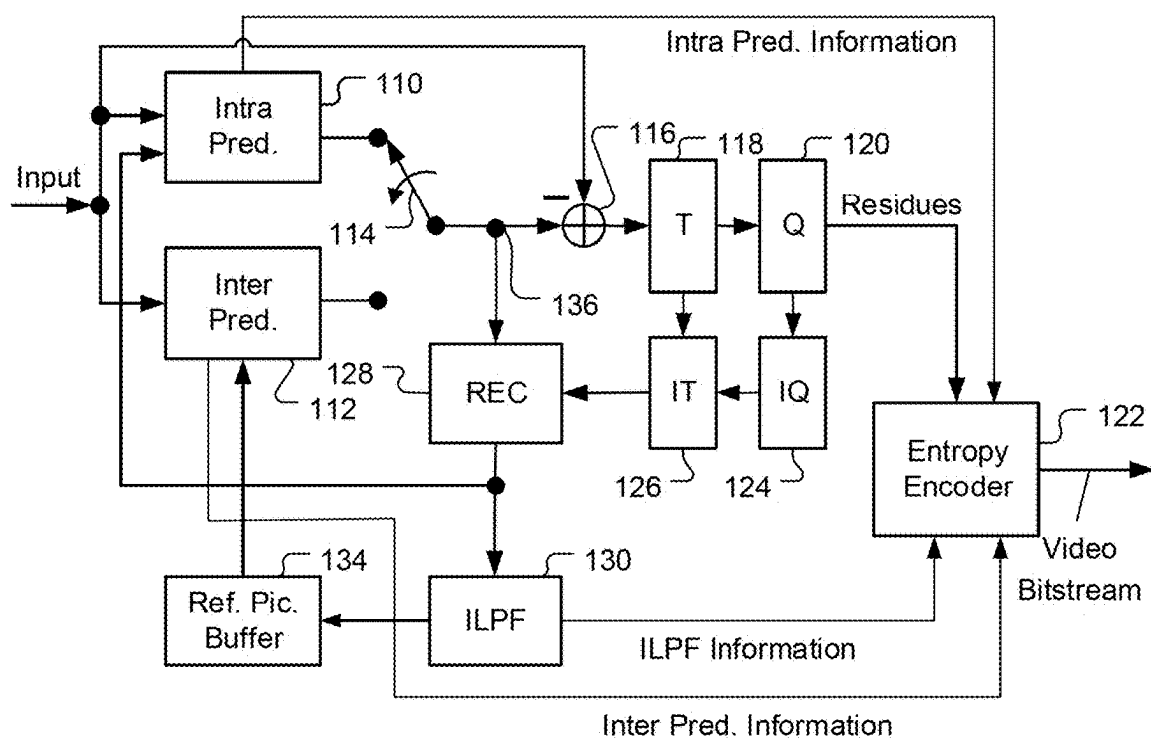 Intra Pred. Information
110
Intra
Pred.
116
118
120
Input
114
−
Residues
T
Q
Inter
Pred.
136
128
REC
IT
IQ
112
122
Entropy
Encoder
126
124
134
130
Video
Bitstream
Ref. Pic.
Buffer
ILPF
ILPF Information
Inter Pred. Information